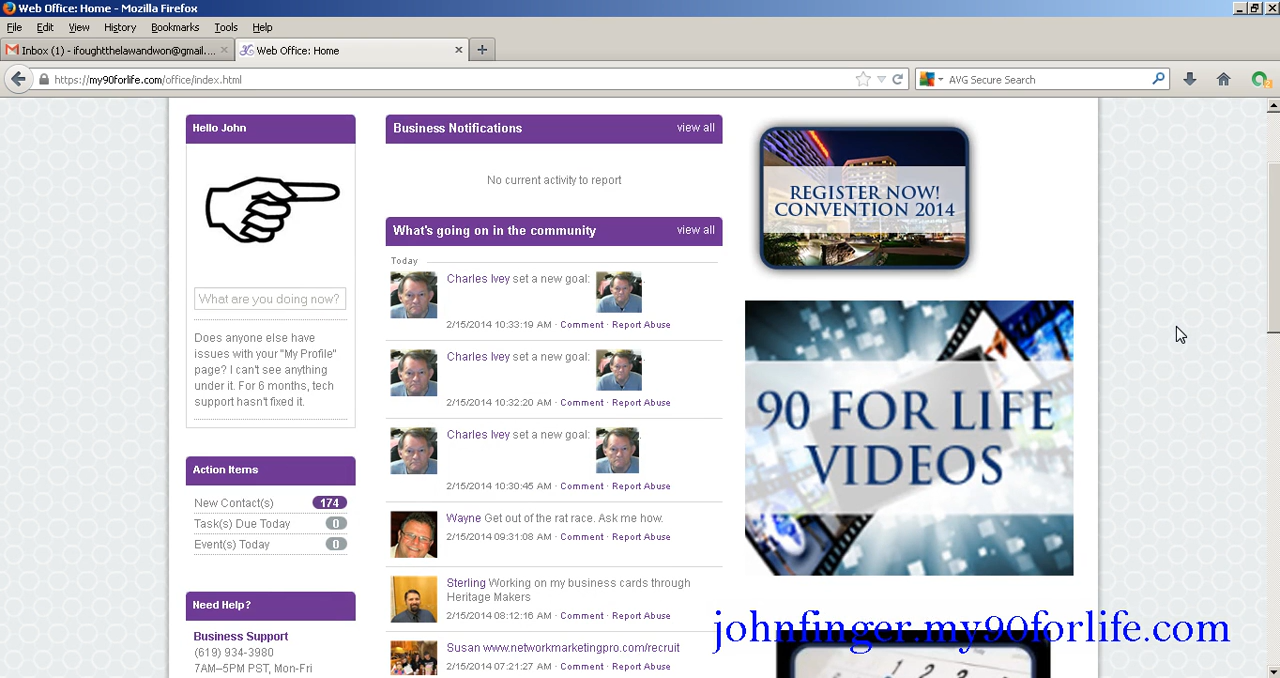 Web Office: Home - Mozilla Firefox
File Edit View History Bookmarks Tools Help
Inbox (1) - ifoughtthelawandwon@gmail....
Web Office: Home
https://my90forlife.com/office/index.html
AVG Secure Search
2
Hello John
What are you doing now?
Does anyone else have
issues with your "My Profile"
page? I can't see anything
under it. For 6 months, tech
support hasn't fixed it.
Action Items
New Contact(s) 174
Task(s) Due Today 0
Event(s) Today 0
Need Help?
Business Support
(619) 934-3980
7AM–5PM PST, Mon-Fri
Business Notifications view all
No current activity to report
What's going on in the community view all
Today
Charles Ivey set a new goal: .
2/15/2014 10:33:19 AM · Comment · Report Abuse
Charles Ivey set a new goal: .
2/15/2014 10:32:20 AM · Comment · Report Abuse
Charles Ivey set a new goal: .
2/15/2014 10:30:45 AM · Comment · Report Abuse
Wayne Get out of the rat race. Ask me how.
2/15/2014 09:31:08 AM · Comment · Report Abuse
Sterling Working on my business cards through
Heritage Makers
2/15/2014 08:12:16 AM · Comment · Report Abuse
Susan www.networkmarketingpro.com/recruit
2/15/2014 07:21:27 AM · Comment · Report Abuse
REGISTER NOW!
CONVENTION 2014
90 FOR LIFE
VIDEOS
johnfinger.my90forlife.com